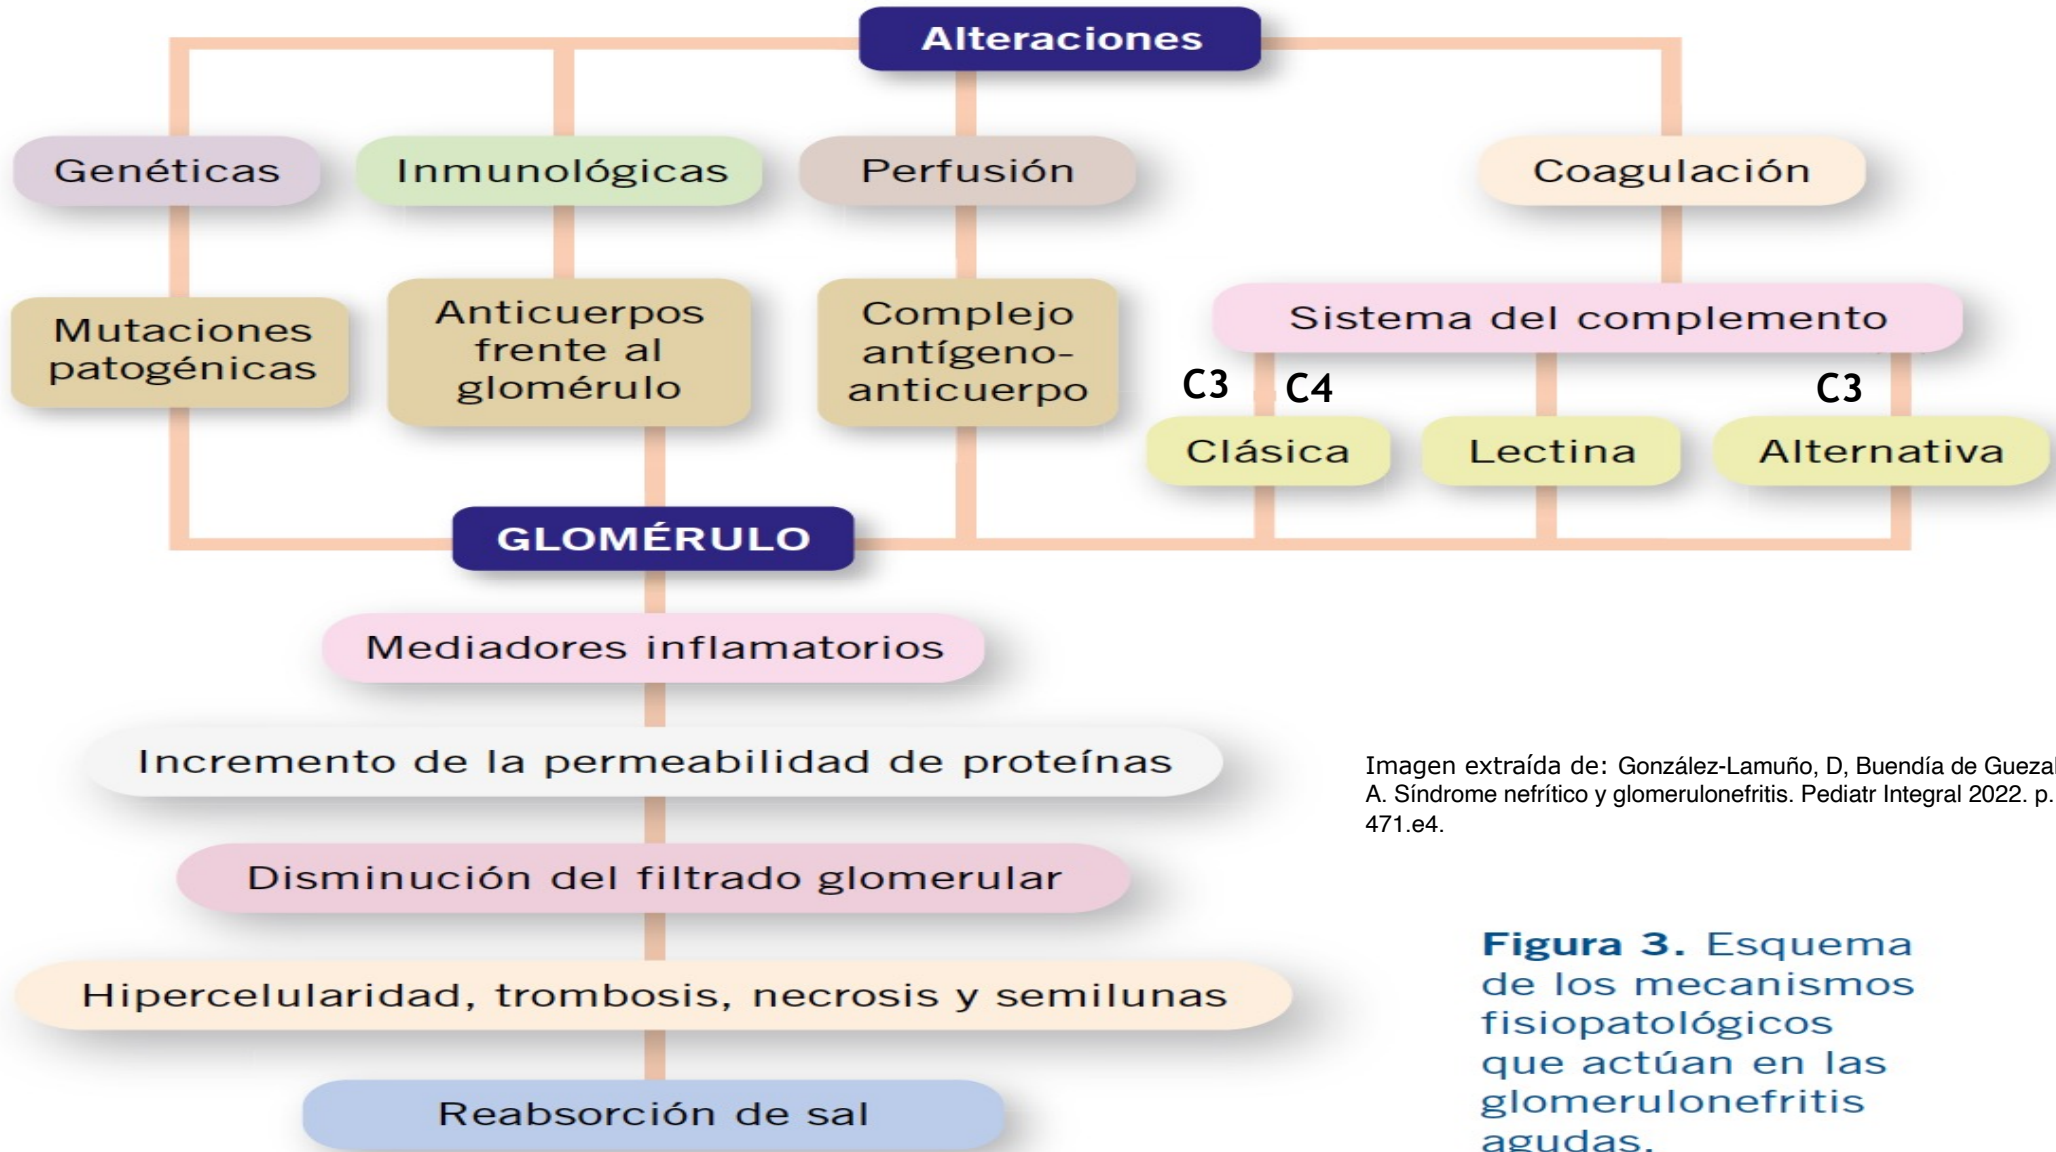 Alteraciones
Genéticas
Inmunológicas
Perfusión
Coagulación
Mutaciones
patogénicas
Anticuerpos
frente al
glomérulo
Complejo
antígeno-
anticuerpo
Sistema del complemento
C3
C4
C3
Clásica
Lectina
Alternativa
GLOMÉRULO
Mediadores inflamatorios
Incremento de la permeabilidad de proteínas
Disminución del filtrado glomerular
Hipercelularidad, trombosis, necrosis y semilunas
Reabsorción de sal
Imagen extraída de: González-Lamuño, D, Buendía de
A. Síndrome nefrítico y glomerulonefritis. Pediatr Integral 2022. p.
471.e4.
Figura 3. Esquema
de los mecanismos
fisiopatológicos
que actúan en las
glomerulonefritis
agudas.